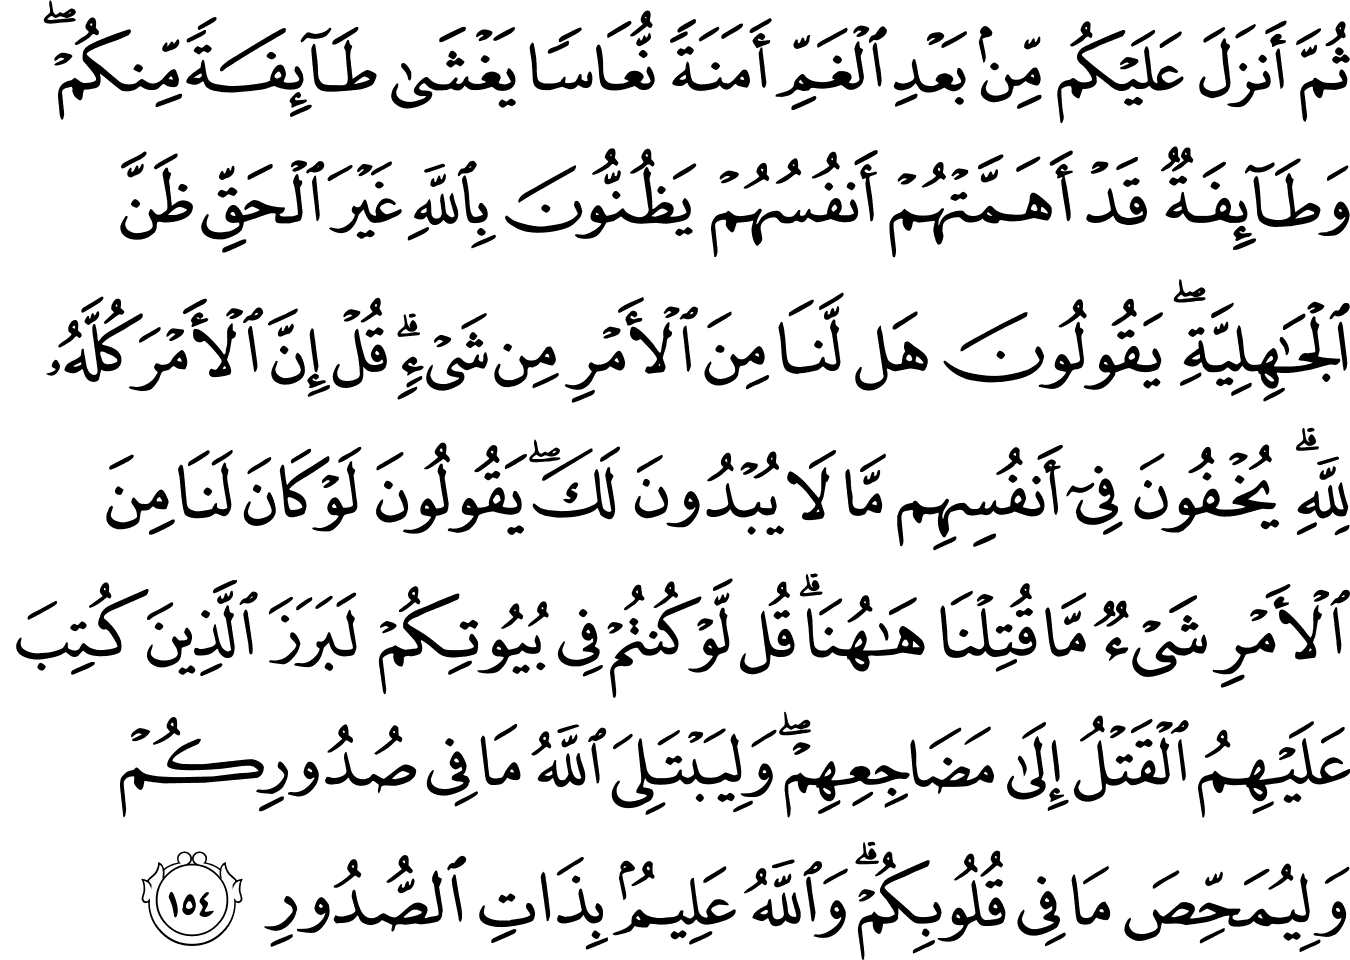 ثُمَّ أَنزَلَ عَلَيْكُم مِّنۢ بَعْدِ ٱلْغَمِّ أَمَنَةً نُّعَاسًا يَغْشَىٰ طَآئِفَةً مِّنكُمْ ۖ
وَطَآئِفَةٌ قَدْ أَهَمَّتْهُمْ أَنفُسُهُمْ يَظُنُّونَ بِٱللَّهِ غَيْرَ ٱلْحَقِّ ظَنَّ
ٱلْجَـٰهِلِيَّةِ ۖ يَقُولُونَ هَل لَّنَا مِنَ ٱلْأَمْرِ مِن شَىْءٍ ۗ قُلْ إِنَّ ٱلْأَمْرَ كُلَّهُۥ
لِلَّهِ ۗ يُخْفُونَ فِىٓ أَنفُسِهِم مَّا لَا يُبْدُونَ لَكَ ۖ يَقُولُونَ لَوْ كَانَ لَنَا مِنَ
ٱلْأَمْرِ شَىْءٌ مَّا قُتِلْنَا هَـٰهُنَا ۗ قُل لَّوْ كُنتُمْ فِى بُيُوتِكُمْ لَبَرَزَ ٱلَّذِينَ كُتِبَ
عَلَيْهِمُ ٱلْقَتْلُ إِلَىٰ مَضَاجِعِهِمْ ۖ وَلِيَبْتَلِىَ ٱللَّهُ مَا فِى صُدُورِكُمْ
وَلِيُمَحِّصَ مَا فِى قُلُوبِكُمْ ۗ وَٱللَّهُ عَلِيمٌۢ بِذَاتِ ٱلصُّدُورِ ١٥٤